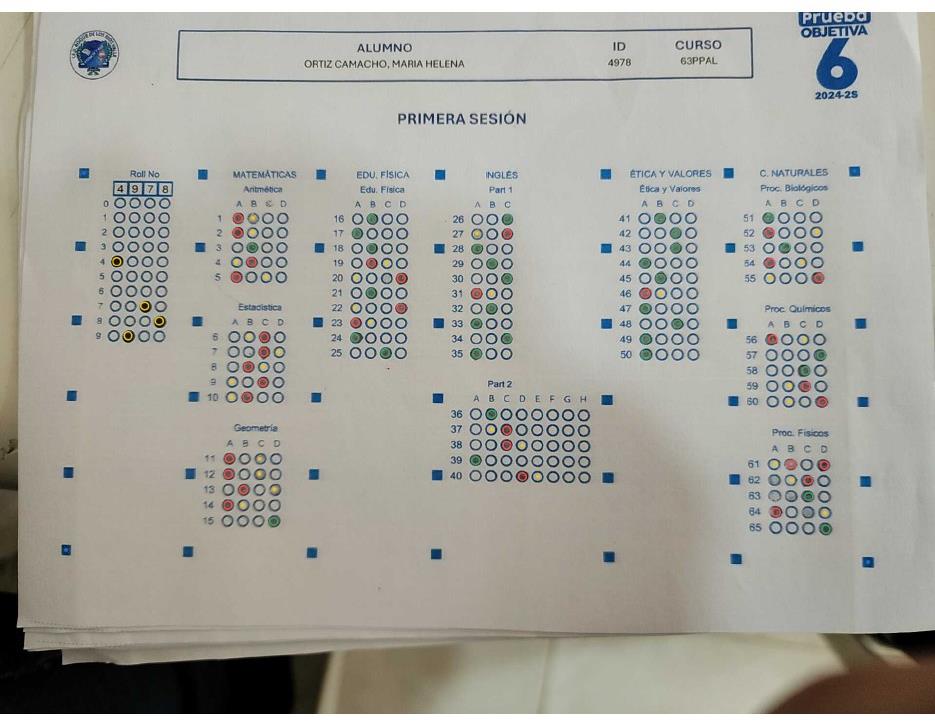 Prueba
OBJETIVA
6
2024-2S
ALUMNO ID CURSO
ORTIZ CAMACHO, MARIA HELENA 4978 63PPAL
PRIMERA SESIÓN
Roll No
4 9 7 8
0
1
2
3
4
5
6
7
8
9
MATEMÁTICAS
Aritmética
A B C D
1
2
3
4
5
Estadística
A B C D
6
7
8
9
10
Geometría
A B C D
11
12
13
14
15
EDU. FÍSICA
Edu. Física
A B C D
16
17
18
19
20
21
22
23
24
25
INGLÉS
Part 1
A B C
26
27
28
29
30
31
32
33
34
35
Part 2
A B C D E F G H
36
37
38
39
40
ÉTICA Y VALORES
Ética y Valores
A B C D
41
42
43
44
45
46
47
48
49
50
C. NATURALES
Proc. Biológicos
A B C D
51
52
53
54
55
Proc. Químicos
A B C D
56
57
58
59
60
Proc. Físicos
A B C D
61
62
63
64
65